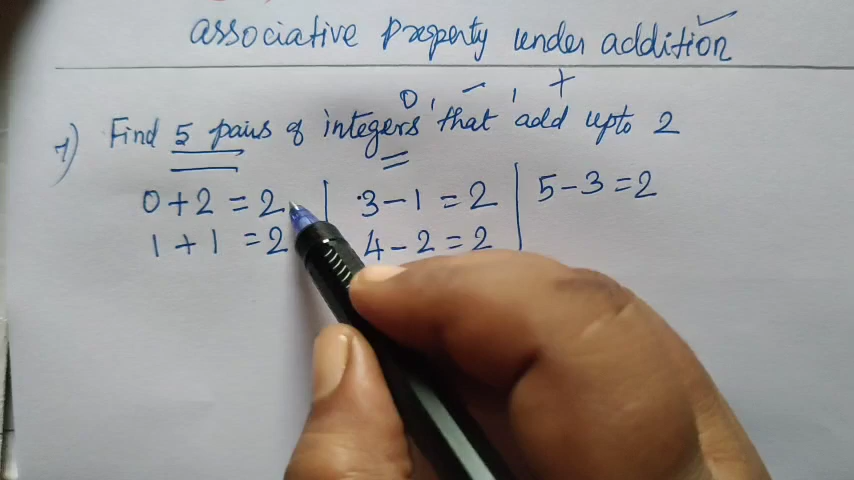 associative property under addition ✓
0, -, +
7) Find 5 pairs of integers that add upto 2
0 + 2 = 2 | 3 - 1 = 2 | 5 - 3 = 2
1 + 1 = 2 | 4 - 2 = 2